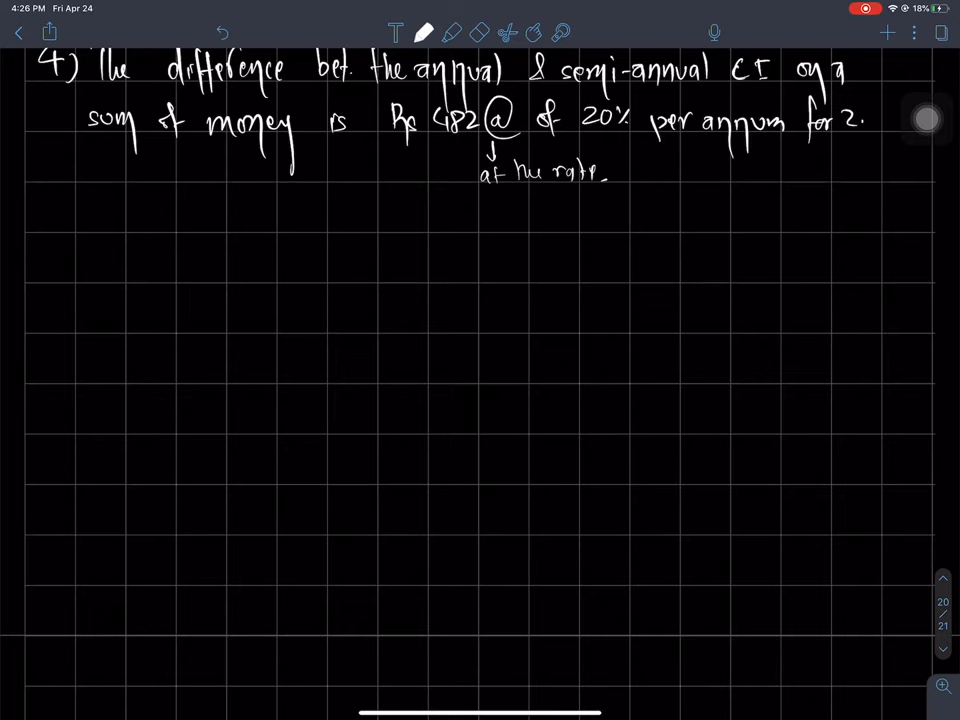 4:26 PM Fri Apr 24
18%
4) The difference bet. the annual & semi-annual CI on a
sum of money is Rs 482 @ of 20% per annum for 2.
at the rate.
20
21